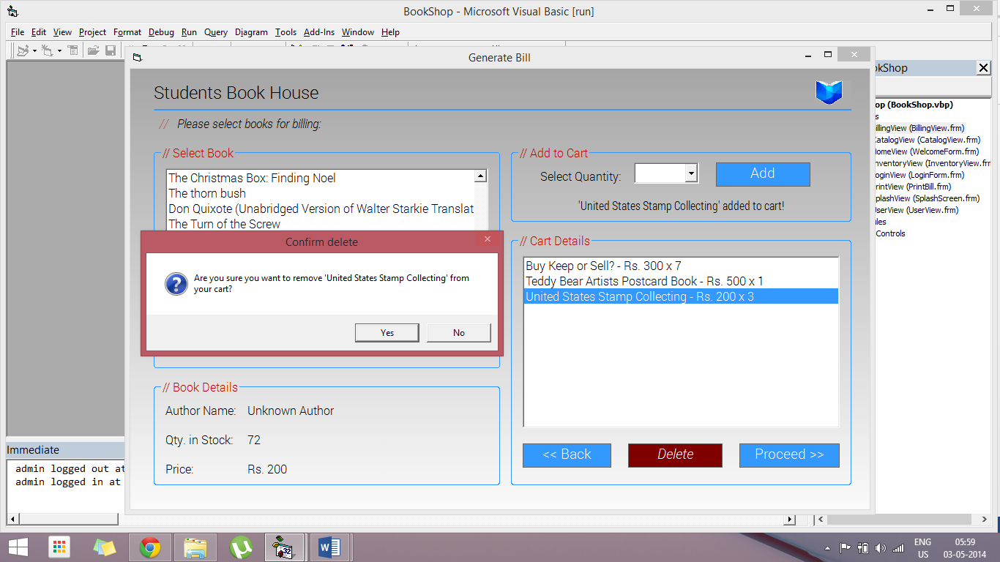 BookShop - Microsoft Visual Basic [run]
File Edit View Project Format Debug Run Query Diagram Tools Add-Ins Window Help
Generate Bill
Students Book House
// Please select books for billing:
// Select Book
The Christmas Box: Finding Noel
The thorn bush
Don Quixote (Unabridged Version of Walter Starkie Translat
The Turn of the Screw
// Add to Cart
Select Quantity:
Add
'United States Stamp Collecting' added to cart!
Confirm delete
Are you sure you want to remove 'United States Stamp Collecting' from
your cart?
Yes
No
// Cart Details
Buy Keep or Sell? - Rs. 300 x 7
Teddy Bear Artists Postcard Book - Rs. 500 x 1
United States Stamp Collecting - Rs. 200 x 3
<< Back
Delete
Proceed >>
// Book Details
Author Name: Unknown Author
Qty. in Stock: 72
Price: Rs. 200
okShop
op (BookShop.vbp)
s
illingView (BillingView.frm)
CatalogView (CatalogView.frm)
omeView (WelcomeForm.frm)
nventoryView (InventoryView.frm
oginView (LoginForm.frm)
rintView (PrintBill.frm)
plashView (SplashScreen.frm)
serView (UserView.frm)
les
Controls
Immediate
admin logged out at
admin logged in at
32
ENG
US
05:59
03-05-2014